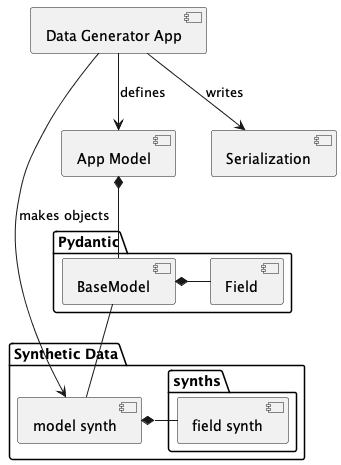 Data Generator App
defines
writes
App Model
Serialization
makes objects
Pydantic
BaseModel
Field
Synthetic Data
synths
model synth
field synth